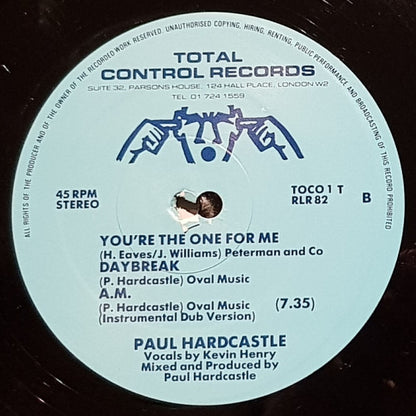 ALL RIGHTS OF THE PRODUCER AND OF THE OWNER OF THE RECORDED WORK RESERVED. UNAUTHORISED COPYING, HIRING, RENTING, PUBLIC PERFORMANCE AND BROADCASTING OF THIS RECORD PROHIBITED
TOTAL
CONTROL RECORDS
SUITE 32, PARSONS HOUSE, 124 HALL PLACE, LONDON W2
TEL. 01 724 1559
45 RPM
STEREO
TOCO 1 T
RLR 82
B
YOU'RE THE ONE FOR ME
(H. Eaves/J. Williams) Peterman and Co
DAYBREAK
(P. Hardcastle) Oval Music
A.M.
(P. Hardcastle) Oval Music
(Instrumental Dub Version)
(7.35)
PAUL HARDCASTLE
Vocals by Kevin Henry
Mixed and Produced by
Paul Hardcastle